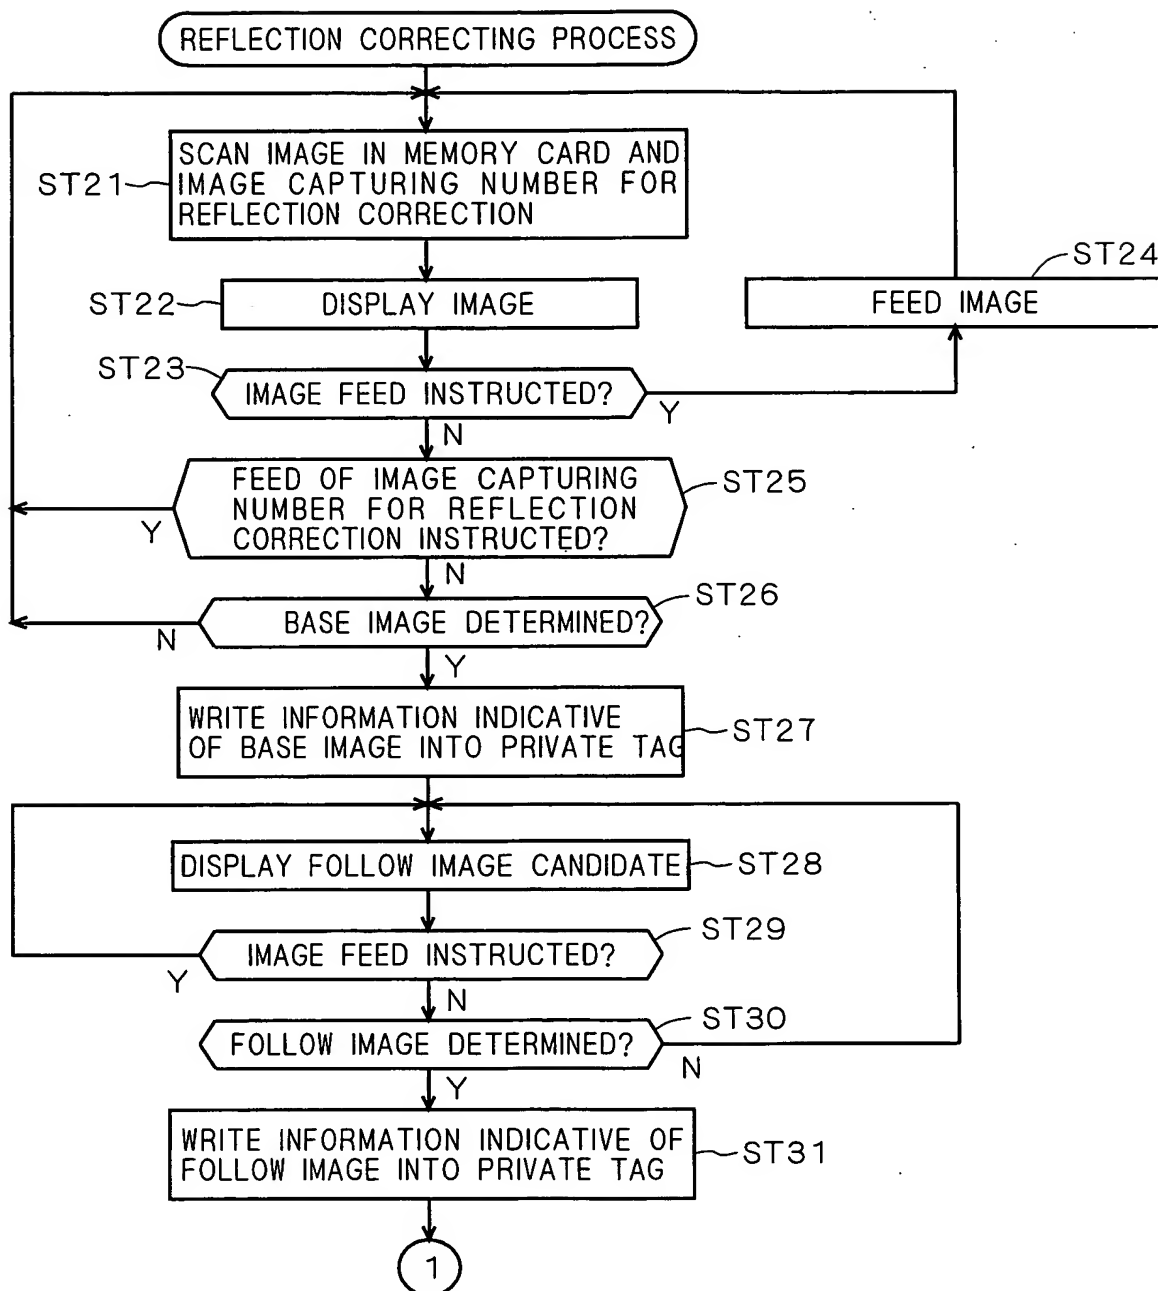 REFLECTION CORRECTING PROCESS
ST21
SCAN IMAGE IN MEMORY CARD AND
IMAGE CAPTURING NUMBER FOR
REFLECTION CORRECTION
ST24
FEED IMAGE
ST22
DISPLAY IMAGE
ST23
IMAGE FEED INSTRUCTED?
Y
N
FEED OF IMAGE CAPTURING
NUMBER FOR REFLECTION
CORRECTION INSTRUCTED?
ST25
Y
N
ST26
BASE IMAGE DETERMINED?
N
Y
WRITE INFORMATION INDICATIVE
OF BASE IMAGE INTO PRIVATE TAG
ST27
DISPLAY FOLLOW IMAGE CANDIDATE
ST28
ST29
IMAGE FEED INSTRUCTED?
Y
N
ST30
FOLLOW IMAGE DETERMINED?
N
Y
WRITE INFORMATION INDICATIVE OF
FOLLOW IMAGE INTO PRIVATE TAG
ST31
1